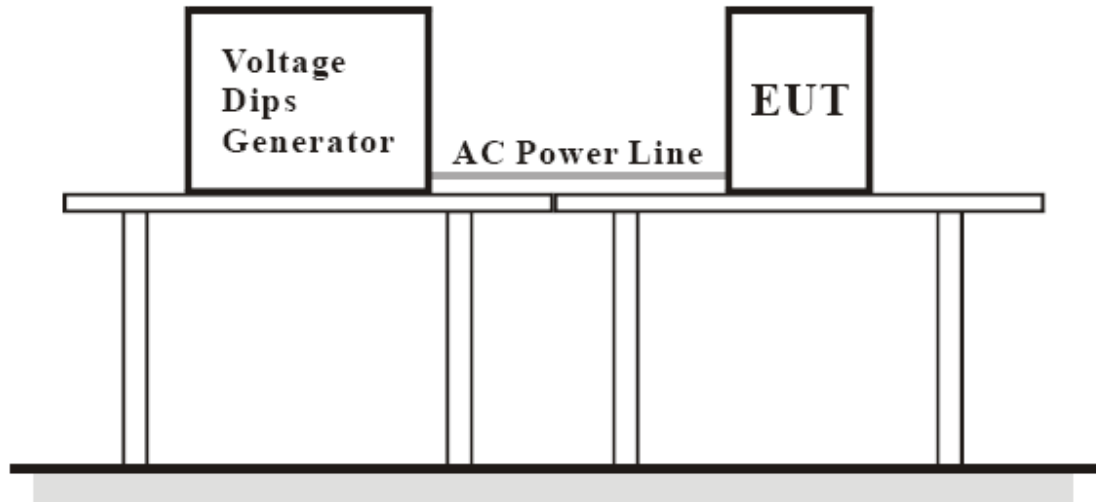 Voltage
Dips
Generator
AC Power Line
EUT